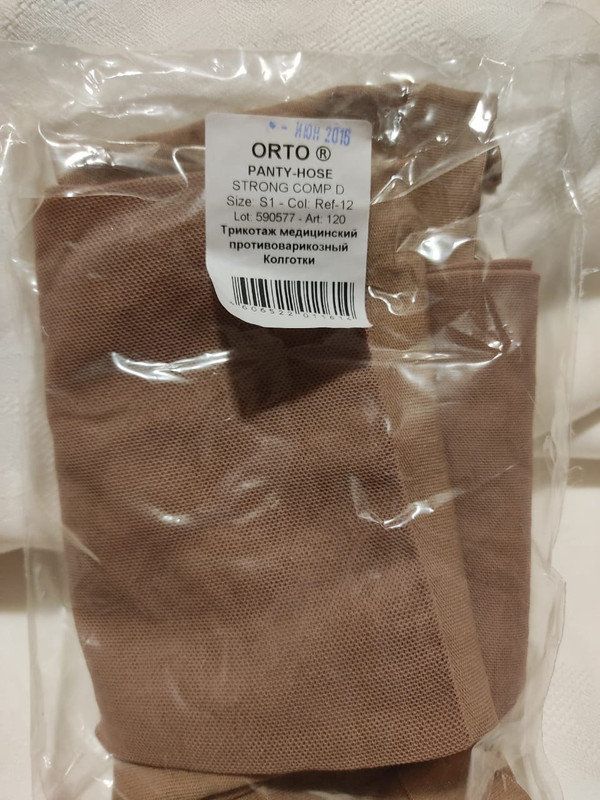 - ИЮН 2016
ORTO ®
PANTY-HOSE
STRONG COMP D
Size: S1 - Col: Ref-12
Lot: 590577 - Art: 120
Трикотаж медицинский
противоварикозный
Колготки